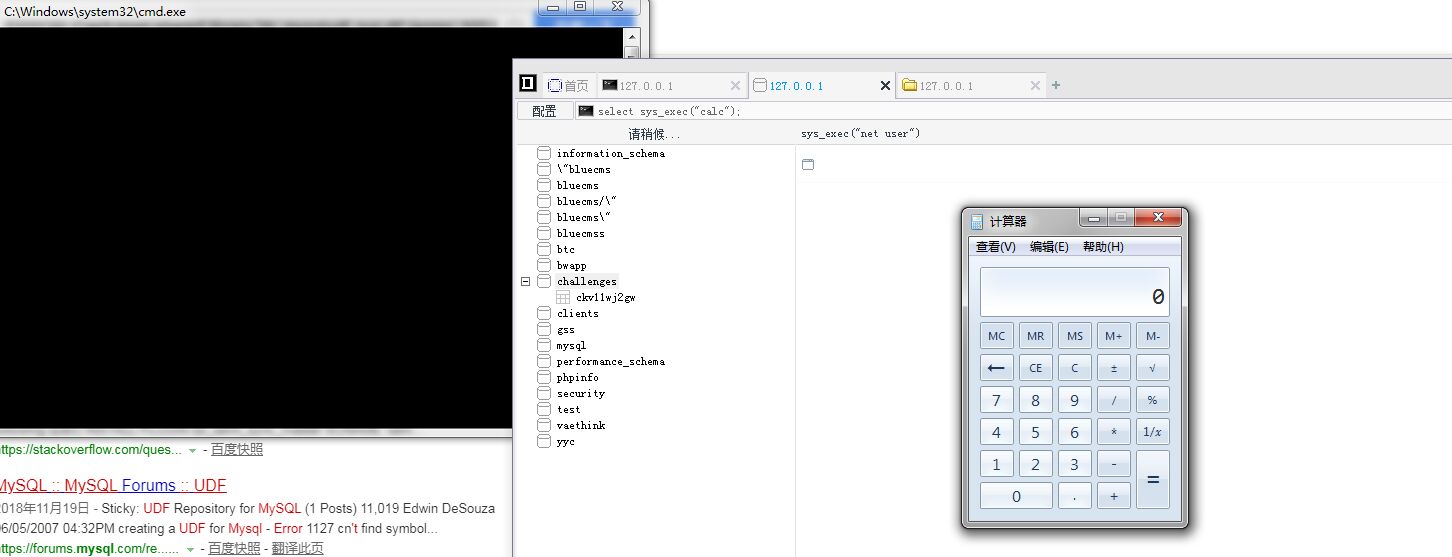 C:\Windows\system32\cmd.exe
首页
127.0.0.1
127.0.0.1
127.0.0.1
配置
select sys_exec("calc");
请稍候...
sys_exec("net user")
information_schema
\"bluecms
bluecms
bluecms/\"
bluecms\"
bluecmss
btc
bwapp
challenges
ckv1lwj2gw
clients
gss
mysql
performance_schema
phpinfo
security
test
vaethink
yyc
计算器
查看(V) 编辑(E) 帮助(H)
0
MC MR MS M+ M-
← CE C ± √
7 8 9 / %
4 5 6 * 1/x
1 2 3 - =
0 . +
https://stackoverflow.com/ques... - 百度快照
MySQL :: MySQL Forums :: UDF
2018年11月19日 - Sticky: UDF Repository for MySQL (1 Posts) 11,019 Edwin DeSouza
06/05/2007 04:32PM creating a UDF for Mysql - Error 1127 cn't find symbol...
https://forums.mysql.com/re...... - 百度快照 - 翻译此页